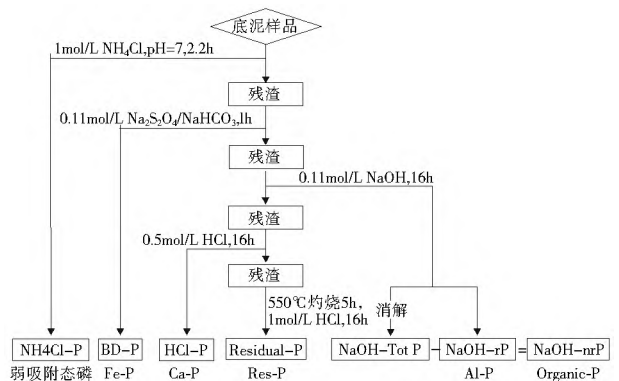 底泥样品
1mol/L NH₄Cl,pH=7,2.2h
残渣
0.11mol/L Na₂S₂O₄/NaHCO₃,lh
残渣
0.11mol/L NaOH,16h
残渣
0.5mol/L HCl,16h
残渣
550℃灼烧5h，
1mol/L HCl,16h
消解
NH4Cl-P BD-P HCl-P Residual-P NaOH-Tot P - NaOH-rP = NaOH-nrP
弱吸附态磷 Fe-P Ca-P Res-P Al-P Organic-P